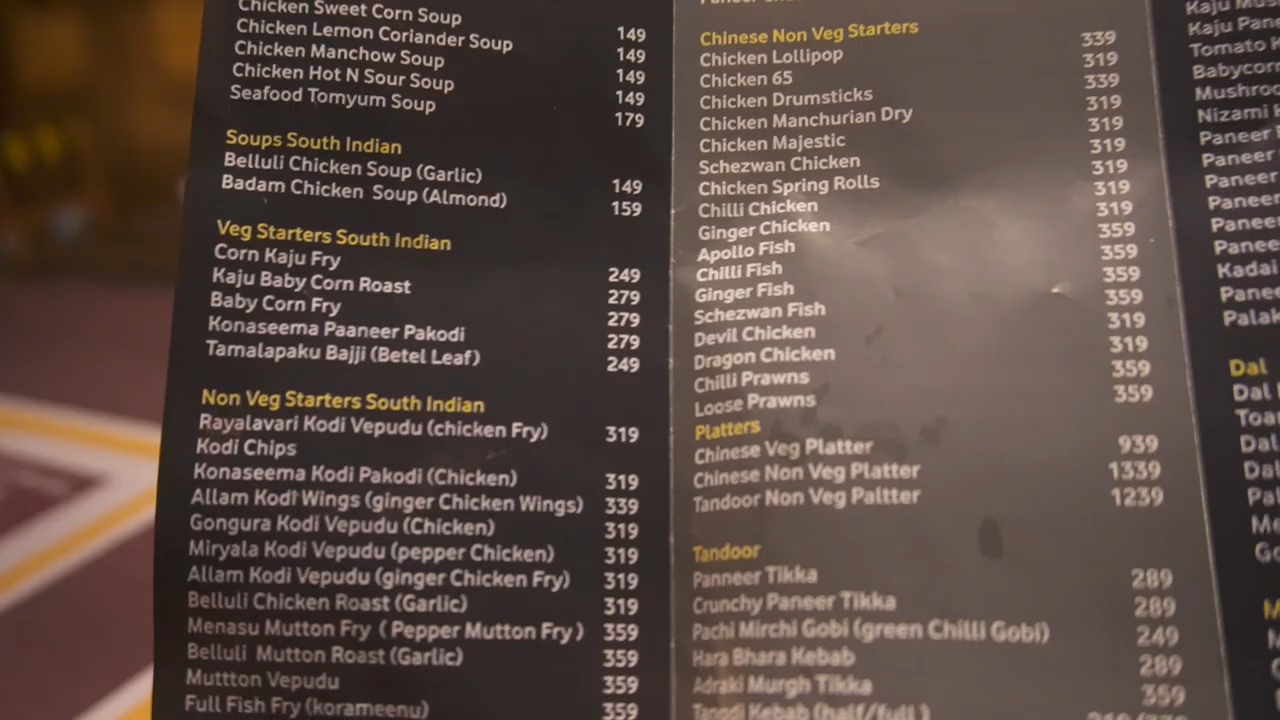 Chicken Sweet Corn Soup 149
Chicken Lemon Coriander Soup 149
Chicken Manchow Soup 149
Chicken Hot N Sour Soup 149
Seafood Tomyum Soup 179
Soups South Indian
Belluli Chicken Soup (Garlic) 149
Badam Chicken Soup (Almond) 159
Veg Starters South Indian
Corn Kaju Fry 249
Kaju Baby Corn Roast 279
Baby Corn Fry 279
Konaseema Paaneer Pakodi 279
Tamalapaku Bajji (Betel Leaf) 249
Non Veg Starters South Indian
Rayalavari Kodi Vepudu (chicken Fry) 319
Kodi Chips
Konaseema Kodi Pakodi (Chicken) 319
Allam Kodi Wings (ginger Chicken Wings) 339
Gongura Kodi Vepudu (Chicken) 319
Miryala Kodi Vepudu (pepper Chicken) 319
Allam Kodi Vepudu (ginger Chicken Fry) 319
Belluli Chicken Roast (Garlic) 319
Menasu Mutton Fry ( Pepper Mutton Fry ) 359
Belluli Mutton Roast (Garlic) 359
Muttton Vepudu 359
Full Fish Fry (korameenu) 359
Chinese Non Veg Starters
Chicken Lollipop 339
Chicken 65 319
Chicken Drumsticks 339
Chicken Manchurian Dry 319
Chicken Majestic 319
Schezwan Chicken 319
Chicken Spring Rolls 319
Chilli Chicken 319
Ginger Chicken 319
Apollo Fish 359
Chilli Fish 359
Ginger Fish 359
Schezwan Fish 359
Devil Chicken 319
Dragon Chicken 319
Chilli Prawns 359
Loose Prawns 359
Platters
Chinese Veg Platter 939
Chinese Non Veg Platter 1339
Tandoor Non Veg Paltter 1239
Tandoor
Panneer Tikka 289
Crunchy Paneer Tikka 289
Pachi Mirchi Gobi (green Chilli Gobi) 249
Hara Bhara Kebab 289
Adraki Murgh Tikka 359
Tangdi Kebab (half/full )
Kaju
Kaju
Tomato
Babycorn
Nizami
Paneer
Paneer
Paneer
Paneer
Kadai
Palak
Dal
Dal
Dal